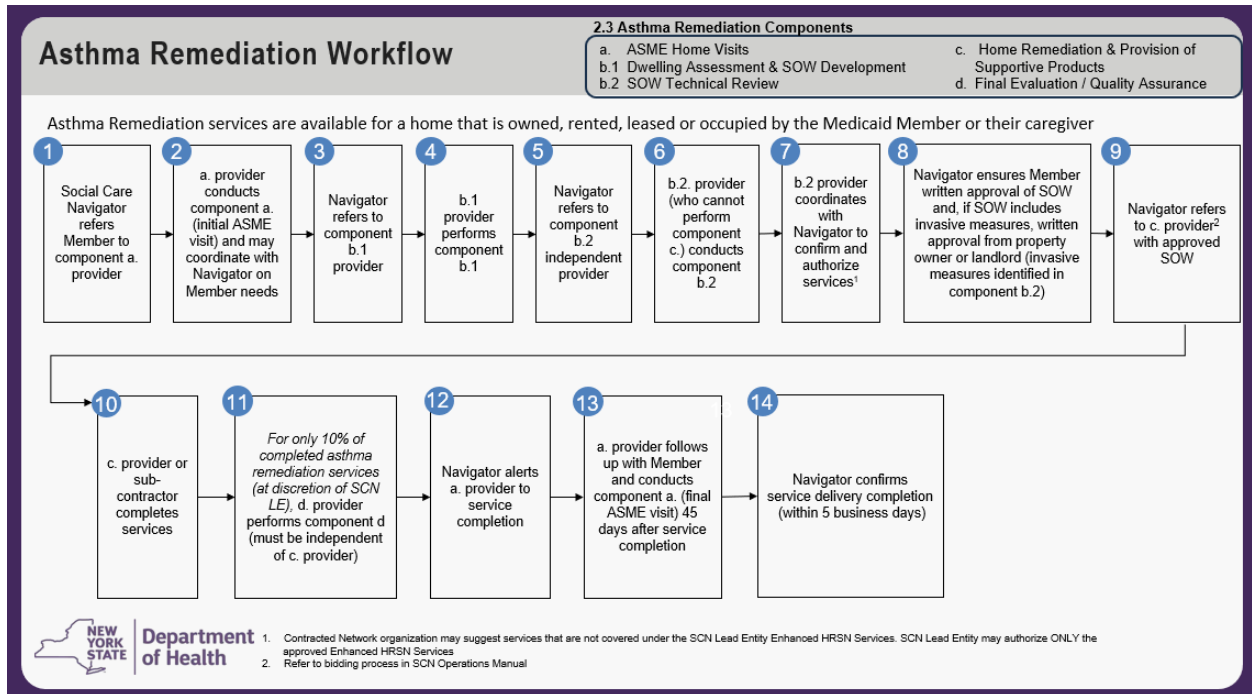 Asthma Remediation Workflow
2.3 Asthma Remediation Components
a. ASME Home Visits
b.1 Dwelling Assessment & SOW Development
b.2 SOW Technical Review
c. Home Remediation & Provision of
Supportive Products
d. Final Evaluation / Quality Assurance
Asthma Remediation services are available for a home that is owned, rented, leased or occupied by the Medicaid Member or their caregiver
1
Social Care
Navigator
refers
Member to
component a.
provider
2
a. provider
conducts
component a.
(initial ASME
visit) and may
coordinate with
Navigator on
Member needs
3
Navigator
refers to
component
b.1
provider
4
b.1
provider
performs
component
b.1
5
Navigator
refers to
component
b.2
independent
provider
6
b.2. provider
(who cannot
perform
component
c.) conducts
component
b.2
7
b.2 provider
coordinates
with
Navigator to
confirm and
authorize
services¹
8
Navigator ensures Member
written approval of SOW
and, if SOW includes
invasive measures, written
approval from property
owner or landlord (invasive
measures identified in
component b.2)
9
Navigator refers
to c. provider²
with approved
SOW
10
c. provider or
sub-
contractor
completes
services
11
For only 10% of
completed asthma
remediation services
(at discretion of SCN
LE), d. provider
performs component d
(must be independent
of c. provider)
12
Navigator alerts
a. provider to
service
completion
13
a. provider follows
up with Member
and conducts
component a. (final
ASME visit) 45
days after service
completion
13
14
Navigator confirms
service delivery completion
(within 5 business days)
NEW
YORK
STATE
Department
of Health
1. Contracted Network organization may suggest services that are not covered under the SCN Lead Entity Enhanced HRSN Services. SCN Lead Entity may authorize ONLY the
approved Enhanced HRSN Services
2. Refer to bidding process in SCN Operations Manual